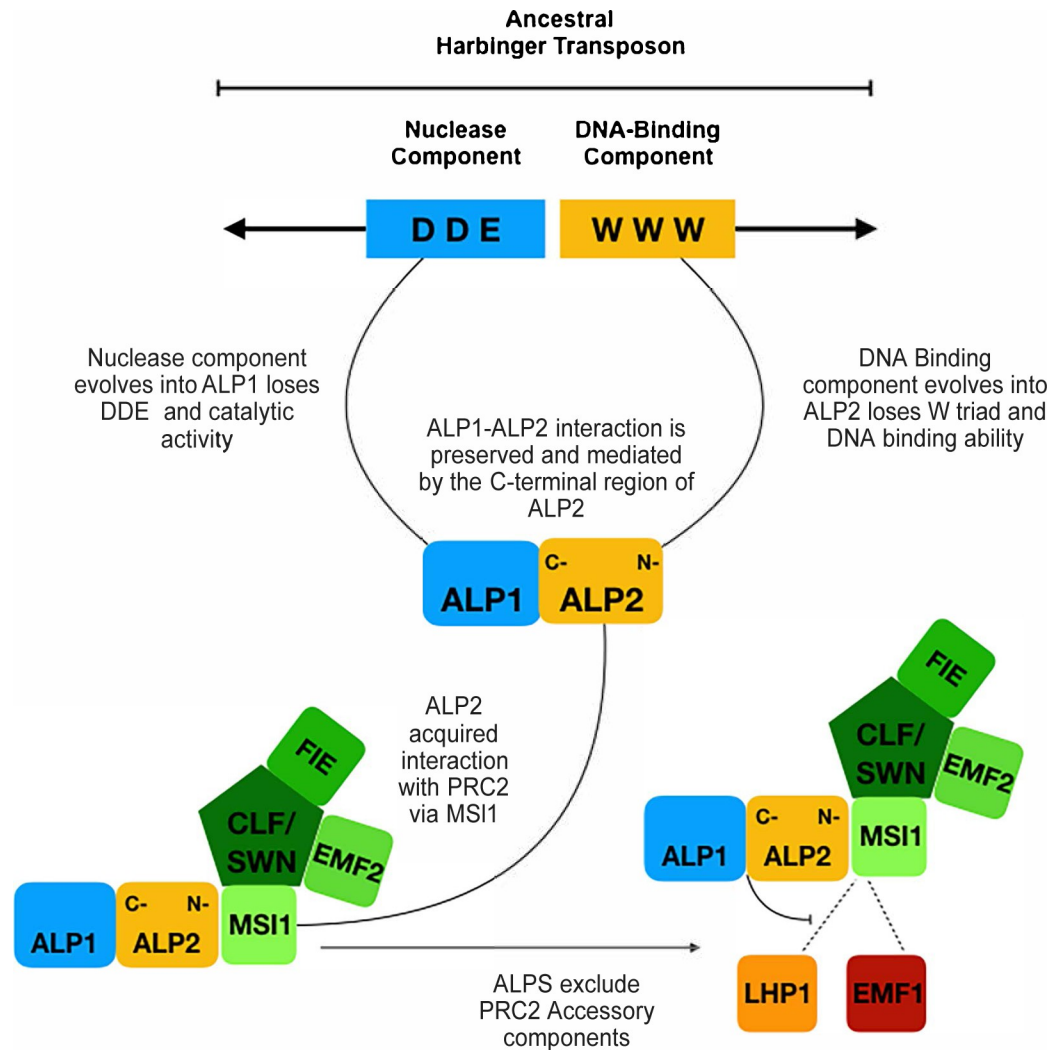 Ancestral
Harbinger Transposon
Nuclease
Component
DNA-Binding
Component
D D E
W W W
Nuclease component
evolves into ALP1 loses
DDE and catalytic
activity
DNA Binding
component evolves into
ALP2 loses W triad and
DNA binding ability
ALP1-ALP2 interaction is
preserved and mediated
by the C-terminal region of
ALP2
ALP1
C- N-
ALP2
ALP2
acquired
interaction
with PRC2
via MSI1
FIE
CLF/
SWN
EMF2
ALP1
C- N-
ALP2
MSI1
FIE
CLF/
SWN
EMF2
ALP1
C- N-
ALP2
MSI1
LHP1
EMF1
ALPS exclude
PRC2 Accessory
components